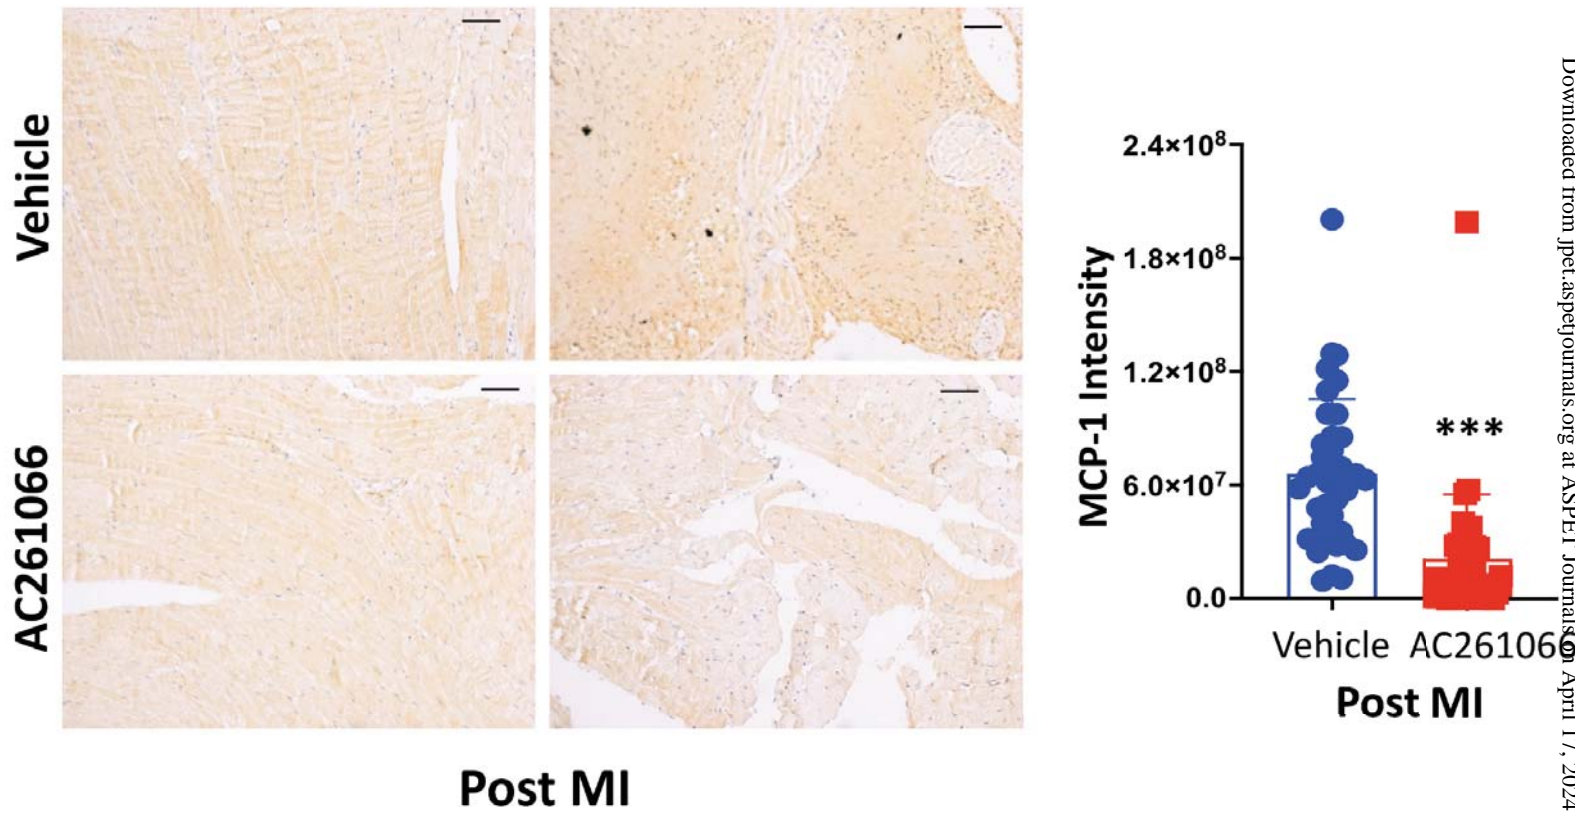 Vehicle
AC261066
Post MI
MCP-1 Intensity
2.4×10⁸
1.8×10⁸
1.2×10⁸
6.0×10⁷
0.0
***
Vehicle AC261066
Post MI
Downloaded from jpet.aspetjournals.org at ASPET Journals on April 17, 2024